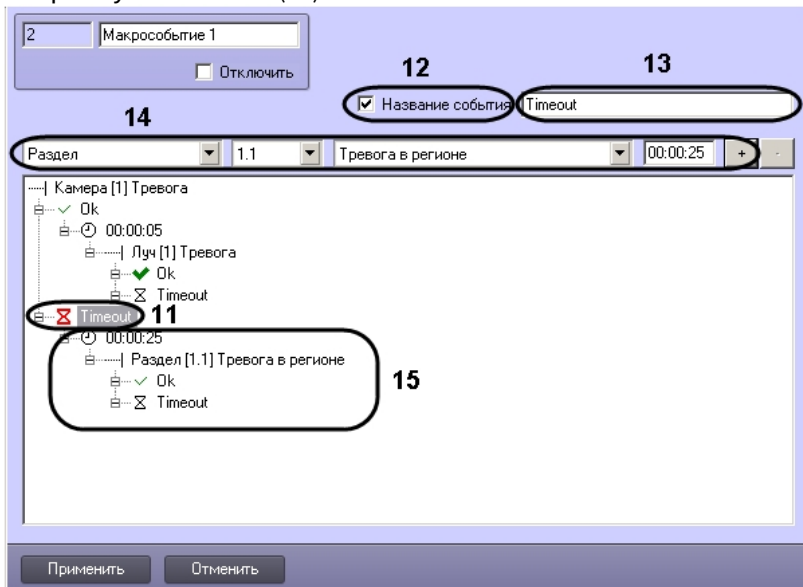 2 Макрособытие 1
Отключить
12 13
Название события Timeout
14
Раздел 1.1 Тревога в регионе 00:00:25 + -
Камера [1] Тревога
Ok
00:00:05
Луч [1] Тревога
Ok
Timeout
Timeout 11
00:00:25
Раздел [1.1] Тревога в регионе
Ok 15
Timeout
Применить Отменить